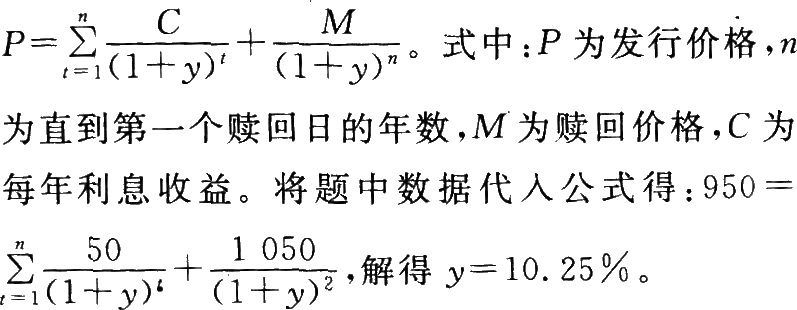 $P=\sum_{t=1}^{n}\frac{C}{(1+y)^t}+\frac{M}{(1+y)^n}$。式中:P 为发行价格,n
为直到第一个赎回日的年数,M 为赎回价格,C 为
每年利息收益。将题中数据代入公式得:950=
$\sum_{t=1}^{n}\frac{50}{(1+y)^t}+\frac{1\ 050}{(1+y)^2}$,解得 y=10.25%。